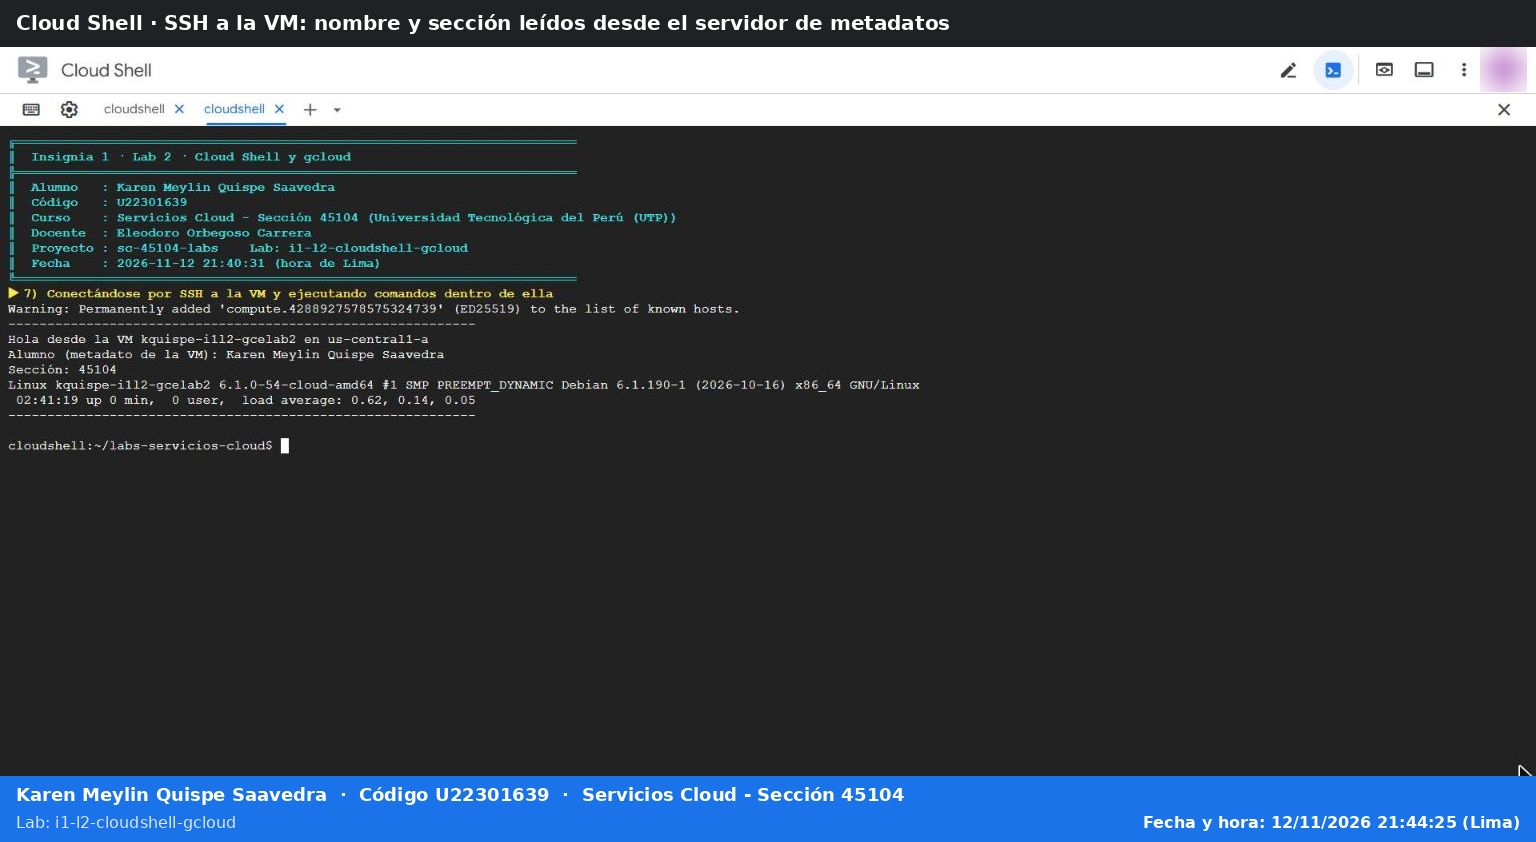 Cloud Shell · SSH a la VM: nombre y sección leídos desde el servidor de metadatos
Cloud Shell
cloudshell cloudshell
Insignia 1 · Lab 2 · Cloud Shell y gcloud
Alumno : Karen Meylin Quispe Saavedra
Código : U22301639
Curso : Servicios Cloud - Sección 45104 (Universidad Tecnológica del Perú (UTP))
Docente : Eleodoro Orbegoso Carrera
Proyecto : sc-45104-labs Lab: i1-l2-cloudshell-gcloud
Fecha : 2026-11-12 21:40:31 (hora de Lima)
▶ 7) Conectándose por SSH a la VM y ejecutando comandos dentro de ella
Warning: Permanently added 'compute.4288927578575324739' (ED25519) to the list of known hosts.
------------------------------------------------------------
Hola desde la VM kquispe-i1l2-gcelab2 en us-central1-a
Alumno (metadato de la VM): Karen Meylin Quispe Saavedra
Sección: 45104
Linux kquispe-i1l2-gcelab2 6.1.0-54-cloud-amd64 #1 SMP PREEMPT_DYNAMIC Debian 6.1.190-1 (2026-10-16) x86_64 GNU/Linux
02:41:19 up 0 min, 0 user, load average: 0.62, 0.14, 0.05
------------------------------------------------------------
cloudshell:~/labs-servicios-cloud$
Karen Meylin Quispe Saavedra · Código U22301639 · Servicios Cloud - Sección 45104
Lab: i1-l2-cloudshell-gcloud
Fecha y hora: 12/11/2026 21:44:25 (Lima)